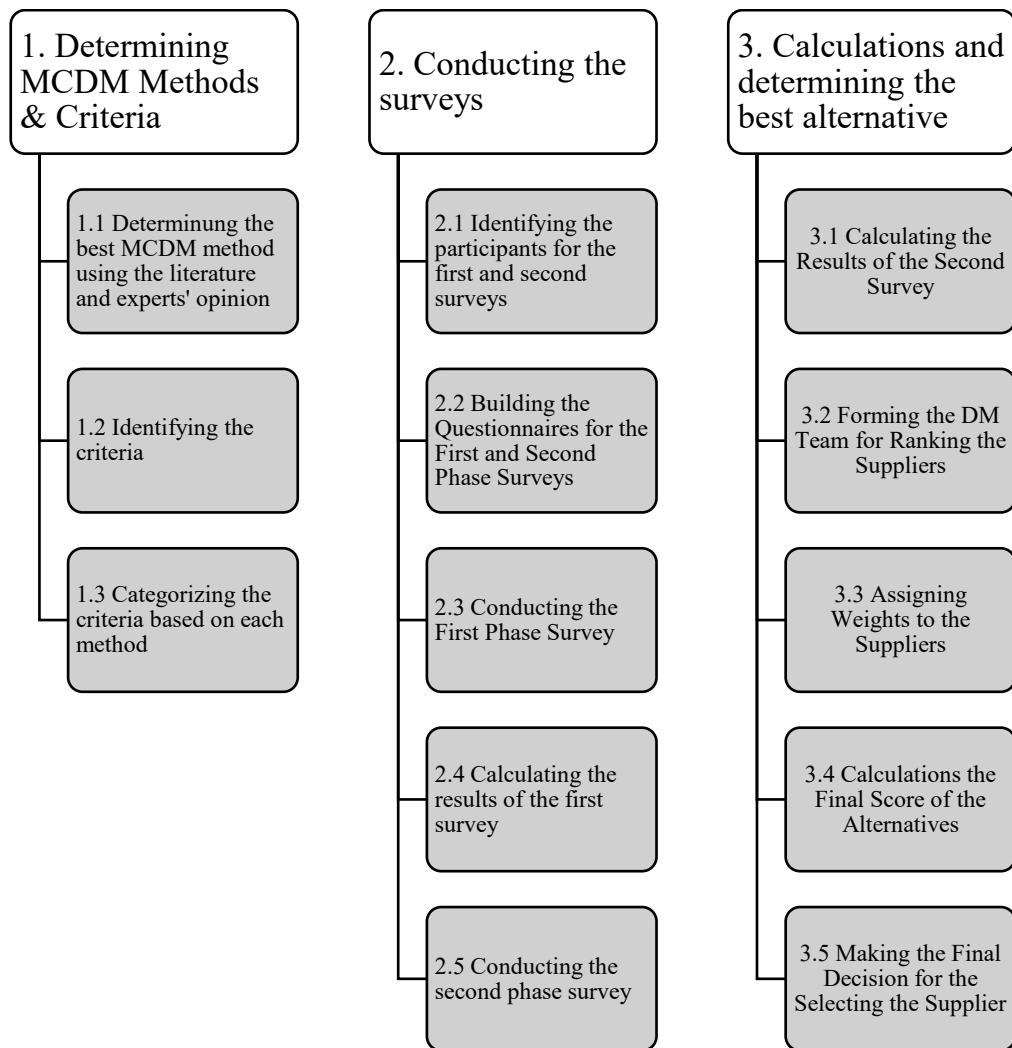 1. Determining
MCDM Methods
& Criteria
1.1 Determinung the
best MCDM method
using the literature
and experts' opinion
1.2 Identifying the
criteria
1.3 Categorizing the
criteria based on each
method
2. Conducting the
surveys
2.1 Identifying the
participants for the
first and second
surveys
2.2 Building the
Questionnaires for the
First and Second
Phase Surveys
2.3 Conducting the
First Phase Survey
2.4 Calculating the
results of the first
survey
2.5 Conducting the
second phase survey
3. Calculations and
determining the
best alternative
3.1 Calculating the
Results of the Second
Survey
3.2 Forming the DM
Team for Ranking the
Suppliers
3.3 Assigning
Weights to the
Suppliers
3.4 Calculations the
Final Score of the
Alternatives
3.5 Making the Final
Decision for the
Selecting the Supplier